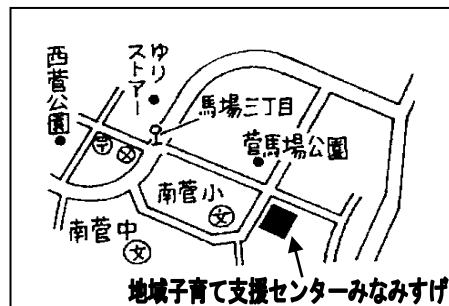 西菅公園
ゆり
ストアー
馬場三丁目
菅馬場公園
南菅小
文
南菅中
文
地域子育て支援センターみなみすげ